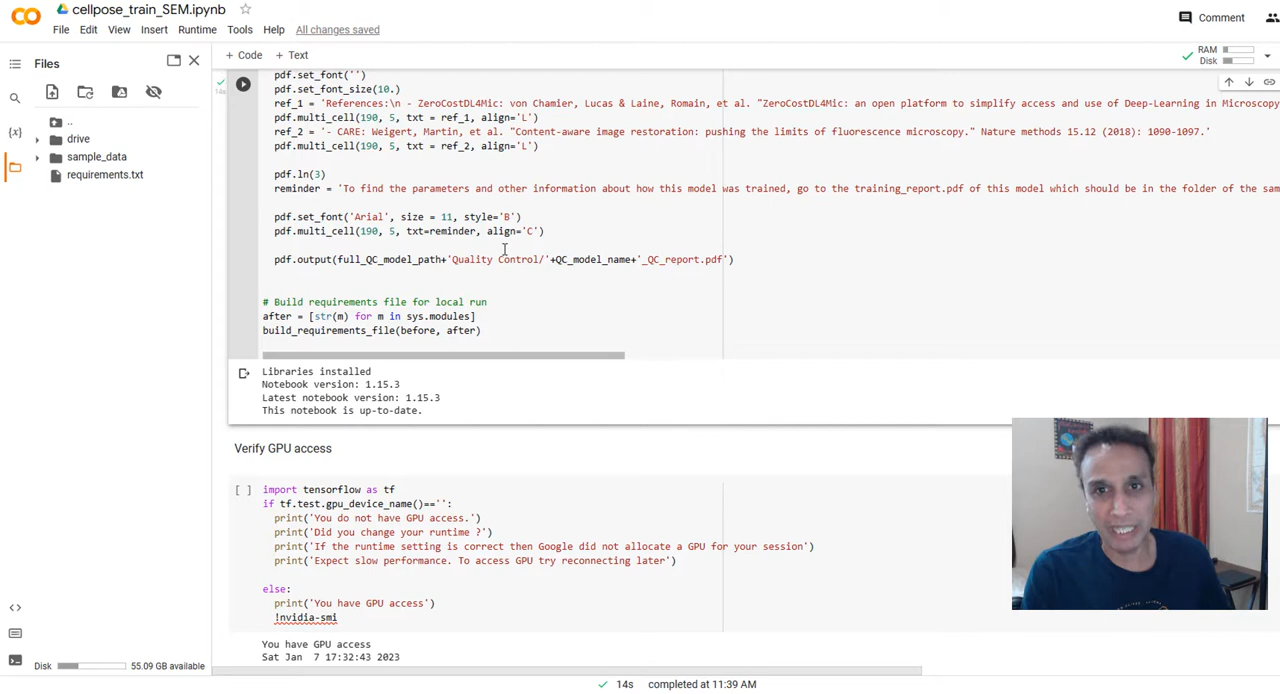 cellpose_train_SEM.ipynb
File Edit View Insert Runtime Tools Help All changes saved
Comment
Files
+ Code + Text
RAM
Disk
..
drive
sample_data
requirements.txt
14s
pdf.set_font('')
pdf.set_font_size(10.)
ref_1 = 'References:\n - ZeroCostDL4Mic: von Chamier, Lucas & Laine, Romain, et al. "ZeroCostDL4Mic: an open platform to simplify access and use of Deep-Learning in Microscopy
pdf.multi_cell(190, 5, txt = ref_1, align='L')
ref_2 = '- CARE: Weigert, Martin, et al. "Content-aware image restoration: pushing the limits of fluorescence microscopy." Nature methods 15.12 (2018): 1090-1097.'
pdf.multi_cell(190, 5, txt = ref_2, align='L')
pdf.ln(3)
reminder = 'To find the parameters and other information about how this model was trained, go to the training_report.pdf of this model which should be in the folder of the sam
pdf.set_font('Arial', size = 11, style='B')
pdf.multi_cell(190, 5, txt=reminder, align='C')
pdf.output(full_QC_model_path+'Quality Control/'+QC_model_name+'_QC_report.pdf')
# Build requirements file for local run
after = [str(m) for m in sys.modules]
build_requirements_file(before, after)
Libraries installed
Notebook version: 1.15.3
Latest notebook version: 1.15.3
This notebook is up-to-date.
Verify GPU access
[ ] import tensorflow as tf
if tf.test.gpu_device_name()=='':
print('You do not have GPU access.')
print('Did you change your runtime ?')
print('If the runtime setting is correct then Google did not allocate a GPU for your session')
print('Expect slow performance. To access GPU try reconnecting later')
else:
print('You have GPU access')
!nvidia-smi
You have GPU access
Sat Jan 7 17:32:43 2023
Disk 55.09 GB available
14s completed at 11:39 AM